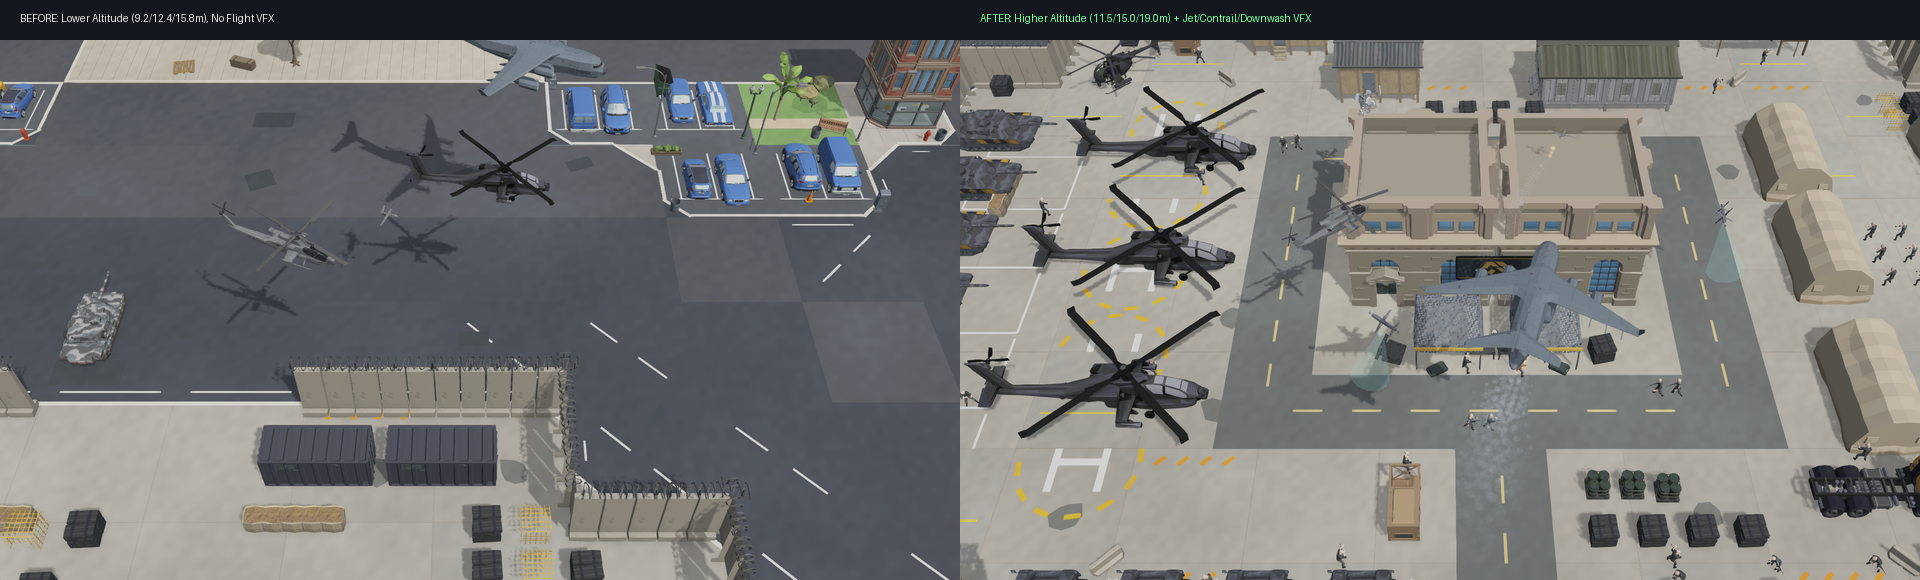 BEFORE: Lower Altitude (9.2/12.4/15.8m), No Flight VFX
AFTER: Higher Altitude (11.5/15.0/19.0m) + Jet/Contrail/Downwash VFX
H